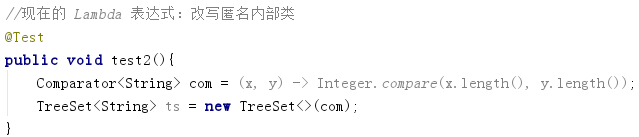 //现在的 Lambda 表达式：改写匿名内部类
@Test
public void test2(){
    Comparator<String> com = (x, y) -> Integer.compare(x.length(), y.length());
    TreeSet<String> ts = new TreeSet<>(com);
}